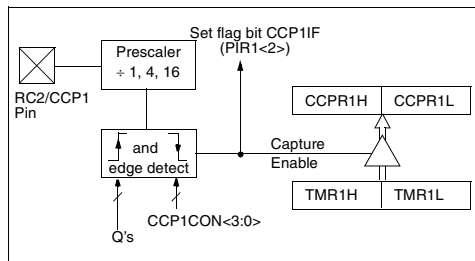 Set flag bit CCP1IF
(PIR1<2>)
Prescaler
÷ 1, 4, 16
RC2/CCP1
Pin
CCPR1H
CCPR1L
and
edge detect
Capture
Enable
TMR1H
TMR1L
CCP1CON<3:0>
Q's